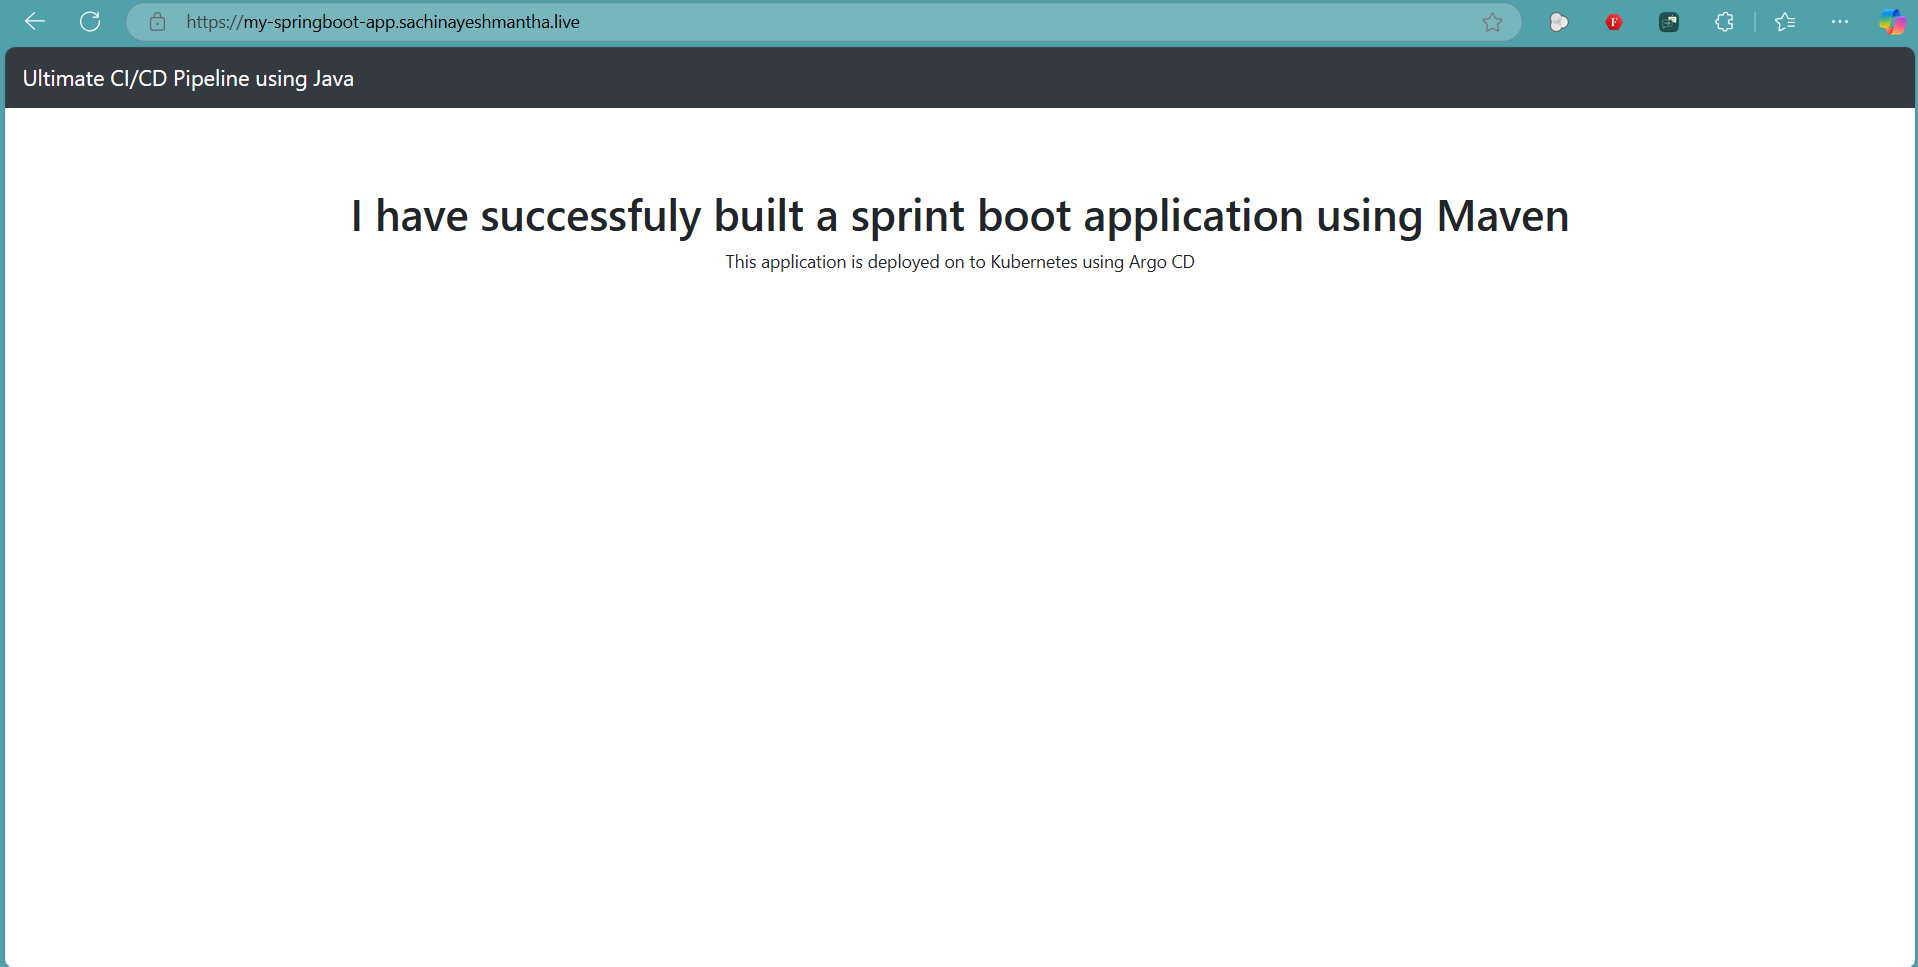 https://my-springboot-app.sachinayeshmantha.live
F
Ultimate CI/CD Pipeline using Java
I have successfuly built a sprint boot application using Maven
This application is deployed on to Kubernetes using Argo CD